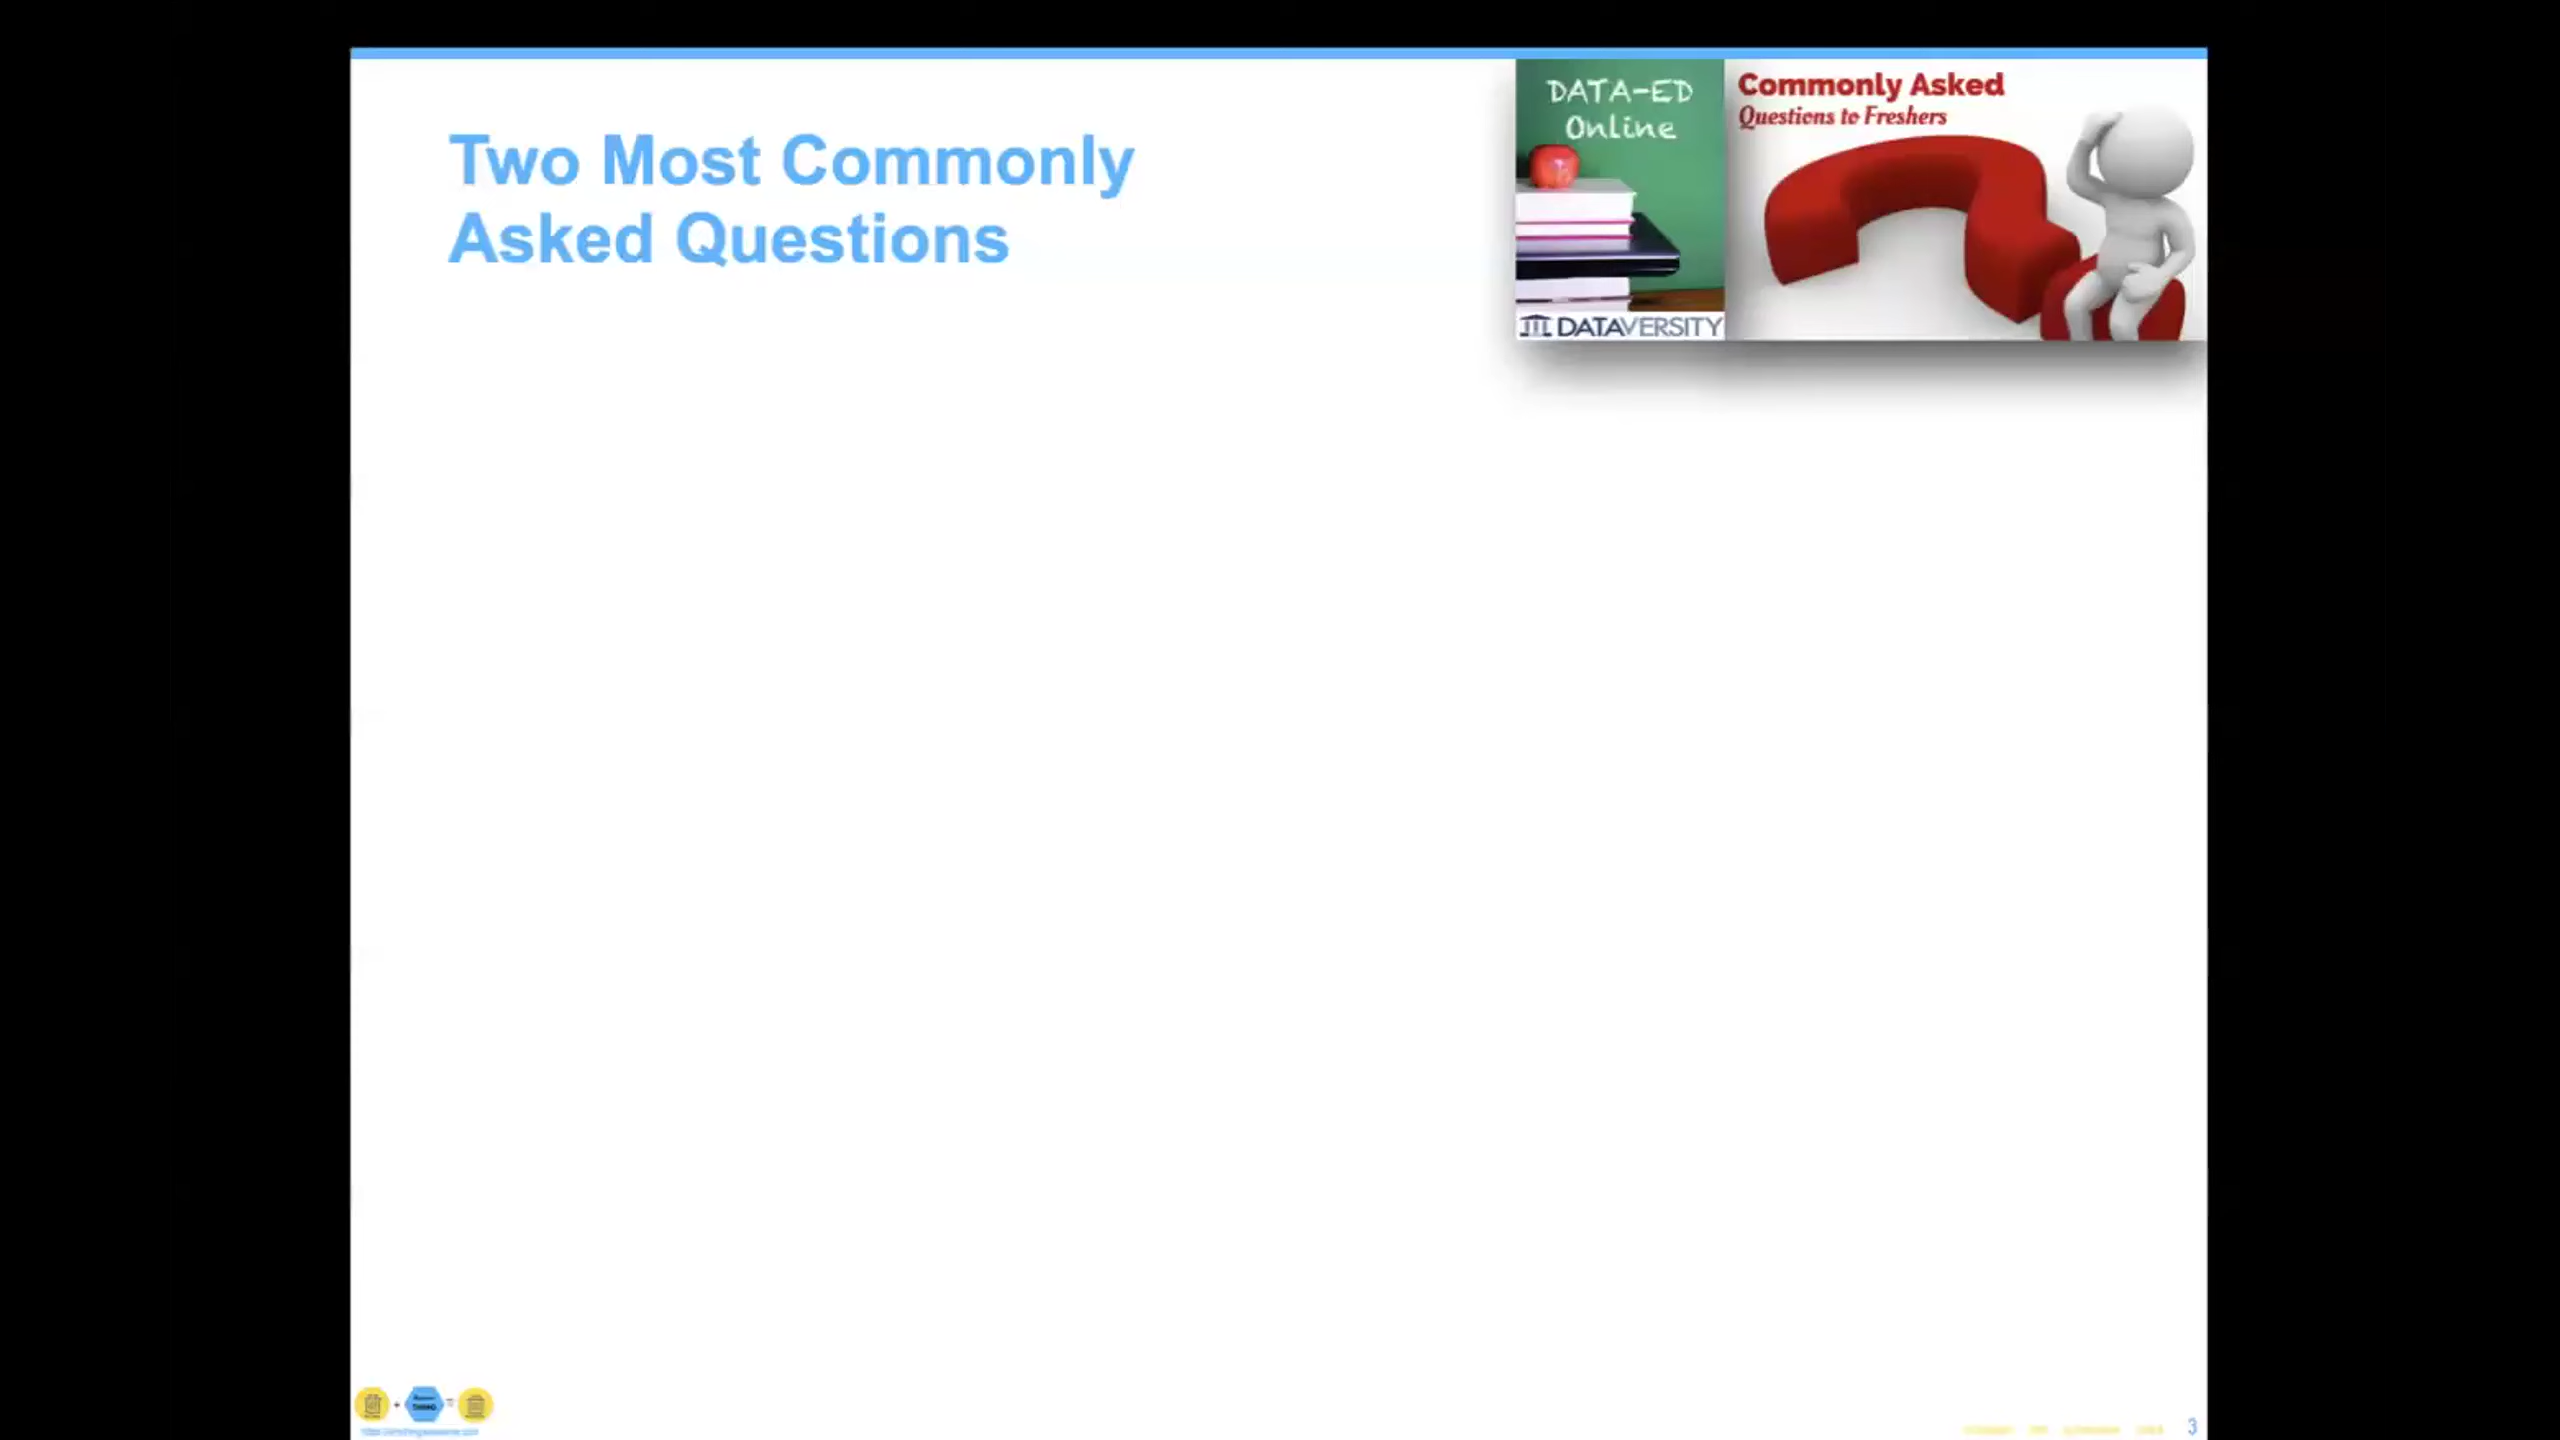 Two Most Commonly
Asked Questions
DATA-ED
Online
DATAVERSITY
Commonly Asked
Questions to Freshers
3